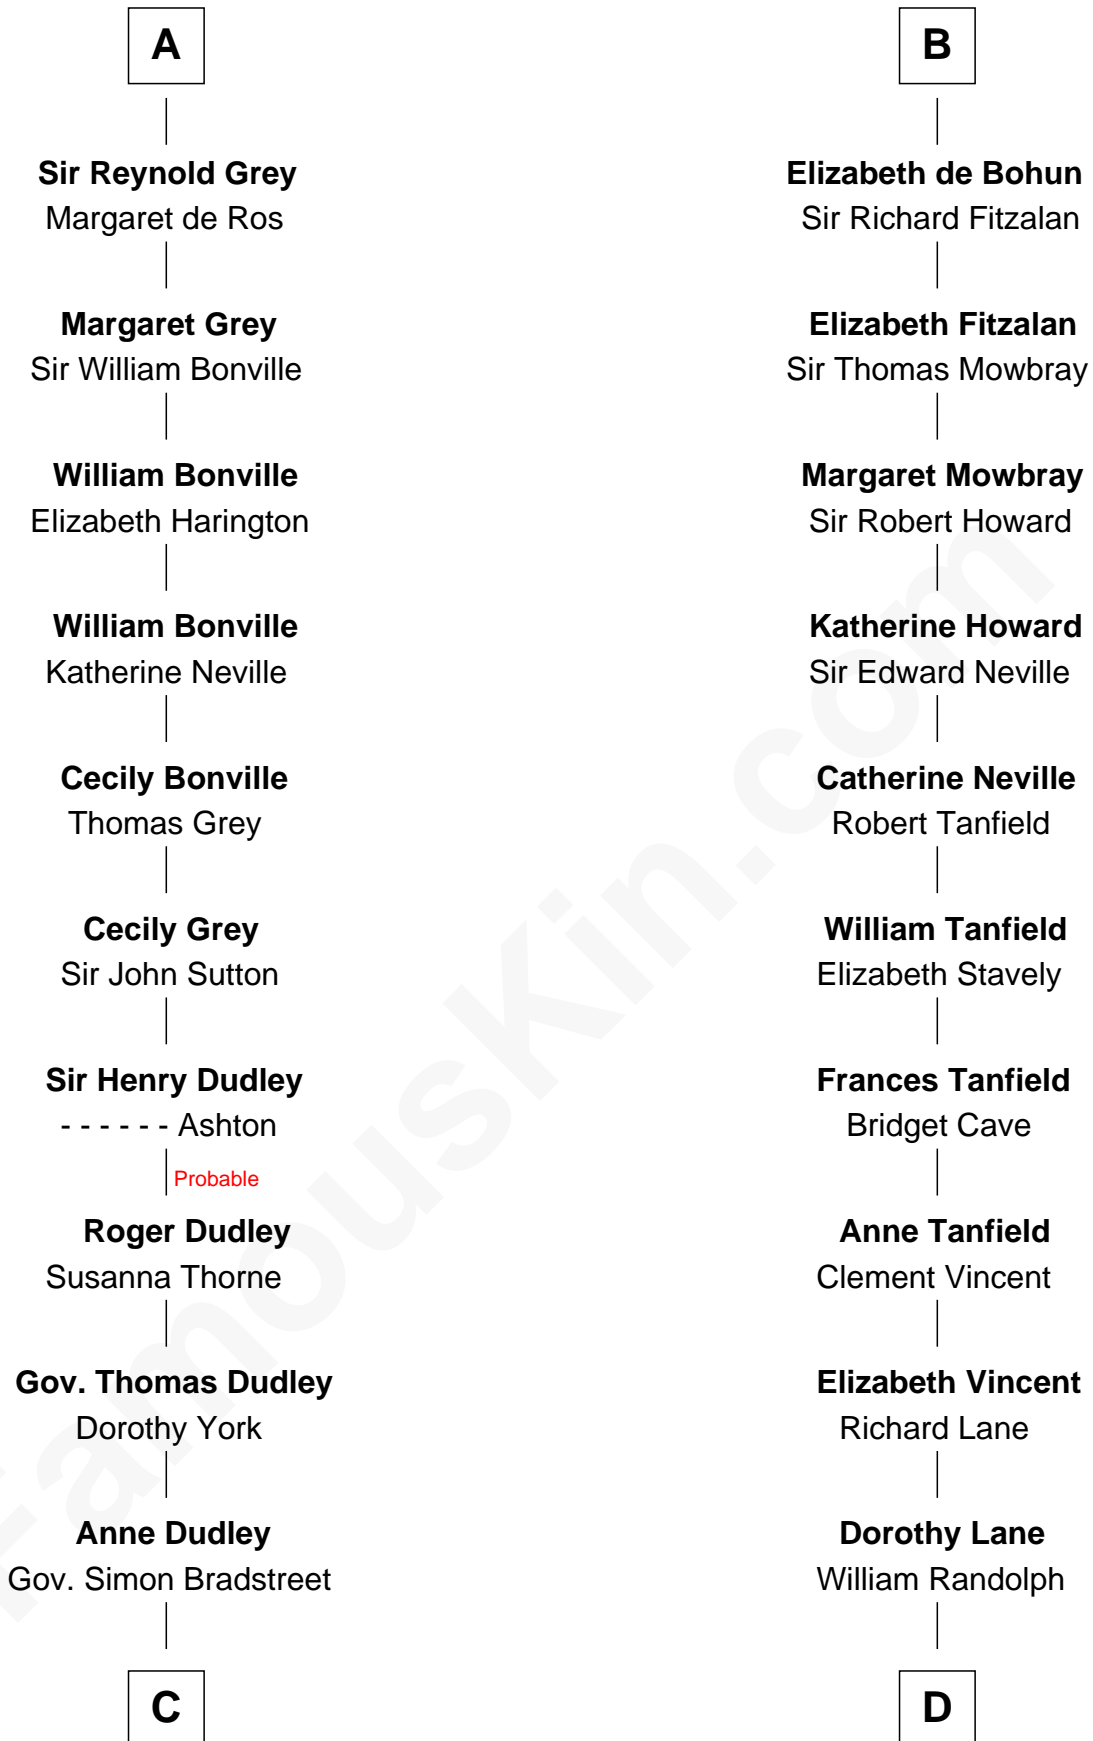 A
Sir Reynold Grey
Margaret de Ros
Margaret Grey
Sir William Bonville
William Bonville
Elizabeth Harington
William Bonville
Katherine Neville
Cecily Bonville
Thomas Grey
Cecily Grey
Sir John Sutton
Sir Henry Dudley
- - - - - - Ashton
Probable
Roger Dudley
Susanna Thorne
Gov. Thomas Dudley
Dorothy York
Anne Dudley
Gov. Simon Bradstreet
C
B
Elizabeth de Bohun
Sir Richard Fitzalan
Elizabeth Fitzalan
Sir Thomas Mowbray
Margaret Mowbray
Sir Robert Howard
Katherine Howard
Sir Edward Neville
Catherine Neville
Robert Tanfield
William Tanfield
Elizabeth Stavely
Frances Tanfield
Bridget Cave
Anne Tanfield
Clement Vincent
Elizabeth Vincent
Richard Lane
Dorothy Lane
William Randolph
D
FamousKin.com